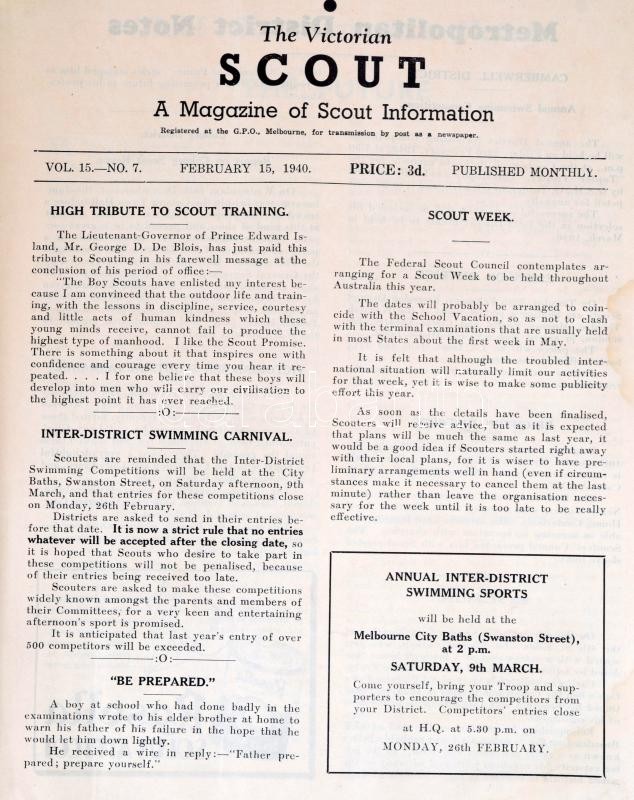 The Victorian
SCOUT
A Magazine of Scout Information
Registered at the G.P.O., Melbourne, for transmission by post as a newspaper.
VOL. 15.—NO. 7. FEBRUARY 15, 1940. PRICE: 3d. PUBLISHED MONTHLY.
HIGH TRIBUTE TO SCOUT TRAINING.
The Lieutenant-Governor of Prince Edward Is-
land, Mr. George D. De Blois, has just paid this
tribute to Scouting in his farewell message at the
conclusion of his period of office:—
"The Boy Scouts have enlisted my interest be-
cause I am convinced that the outdoor life and train-
ing, with the lessons in discipline, service, courtesy
and little acts of human kindness which these
young minds receive, cannot fail to produce the
highest type of manhood. I like the Scout Promise.
There is something about it that inspires one with
confidence and courage every time you hear it re-
peated. . . . I for one believe that these boys will
develop into men who will carry our civilisation to
the highest point it has ever reached.
:O:
INTER-DISTRICT SWIMMING CARNIVAL.
Scouters are reminded that the Inter-District
Swimming Competitions will be held at the City
Baths, Swanston Street, on Saturday afternoon, 9th
March, and that entries for these competitions close
on Monday, 26th February.
Districts are asked to send in their entries be-
fore that date. It is now a strict rule that no entries
whatever will be accepted after the closing date, so
it is hoped that Scouts who desire to take part in
these competitions will not be penalised, because
of their entries being received too late.
Scouters are asked to make these competitions
widely known amongst the parents and members of
their Committees, for a very keen and entertaining
afternoon's sport is promised.
It is anticipated that last year's entry of over
500 competitors will be exceeded.
:O:
"BE PREPARED."
A boy at school who had done badly in the
examinations wrote to his elder brother at home to
warn his father of his failure in the hope that he
would let him down lightly.
He received a wire in reply:—"Father pre-
pared; prepare yourself."
SCOUT WEEK.
The Federal Scout Council contemplates ar-
ranging for a Scout Week to be held throughout
Australia this year.
The dates will probably be arranged to coin-
cide with the School Vacation, so as not to clash
with the terminal examinations that are usually held
in most States about the first week in May.
It is felt that although the troubled inter-
national situation will naturally limit our activities
for that week, yet it is wise to make some publicity
effort this year.
As soon as the details have been finalised,
Scouters will receive advice, but as it is expected
that plans will be much the same as last year, it
would be a good idea if Scouters started right away
with their local plans, for it is wiser to have pre-
liminary arrangements well in hand (even if circum-
stances make it necessary to cancel them at the last
minute) rather than leave the organisation neces-
sary for the week until it is too late to be really
effective.
ANNUAL INTER-DISTRICT
SWIMMING SPORTS
will be held at the
Melbourne City Baths (Swanston Street),
at 2 p.m.
SATURDAY, 9th MARCH.
Come yourself, bring your Troop and sup-
porters to encourage the competitors from
your District. Competitors' entries close
at H.Q. at 5.30 p.m. on
MONDAY, 26th FEBRUARY.